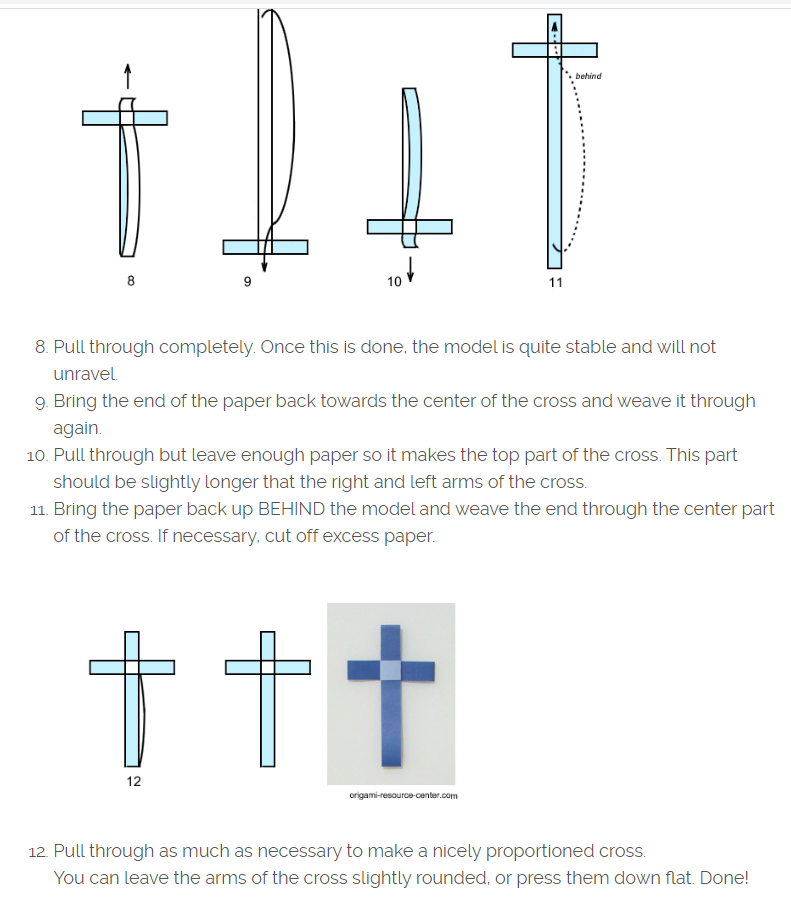 behind
8
9
10
11
8. Pull through completely. Once this is done, the model is quite stable and will not
unravel.
9. Bring the end of the paper back towards the center of the cross and weave it through
again.
10. Pull through but leave enough paper so it makes the top part of the cross. This part
should be slightly longer that the right and left arms of the cross.
11. Bring the paper back up BEHIND the model and weave the end through the center part
of the cross. If necessary, cut off excess paper.
12
origami-resource-center.com
12. Pull through as much as necessary to make a nicely proportioned cross.
You can leave the arms of the cross slightly rounded, or press them down flat. Done!